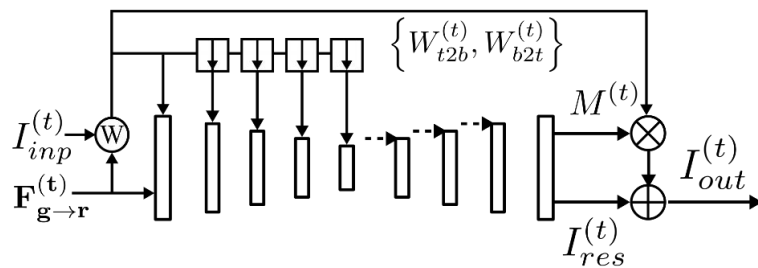 {W_{t2b}^{(t)}, W_{b2t}^{(t)}}
M^{(t)}
I_{inp}^{(t)}
W
F_{g→r}^{(t)}
I_{out}^{(t)}
I_{res}^{(t)}